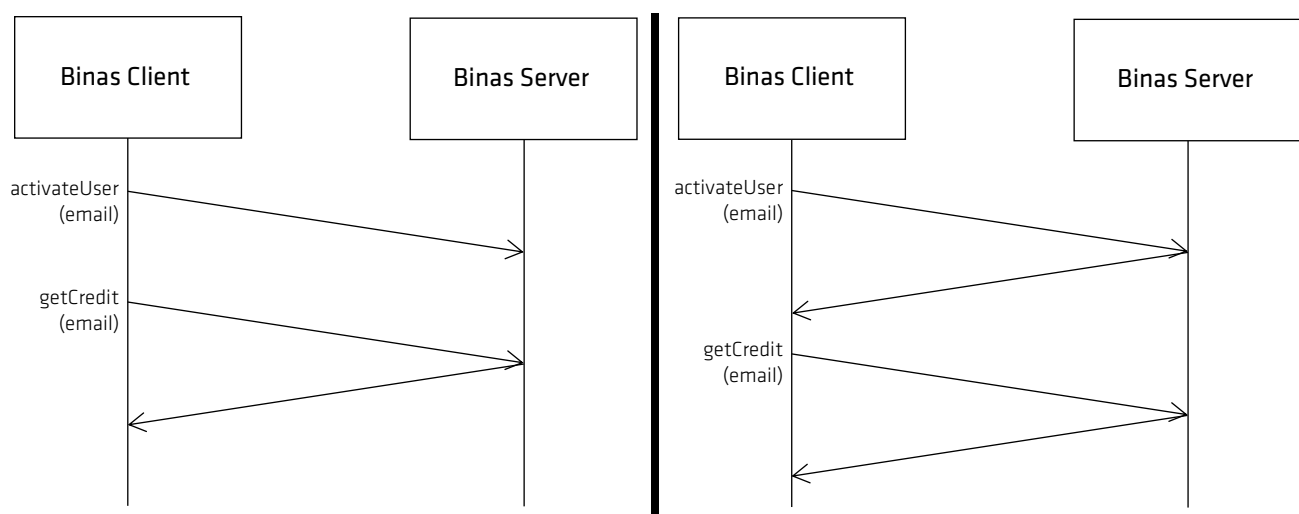 Binas Client
Binas Server
activateUser
(email)
getCredit
(email)
Binas Client
Binas Server
activateUser
(email)
getCredit
(email)